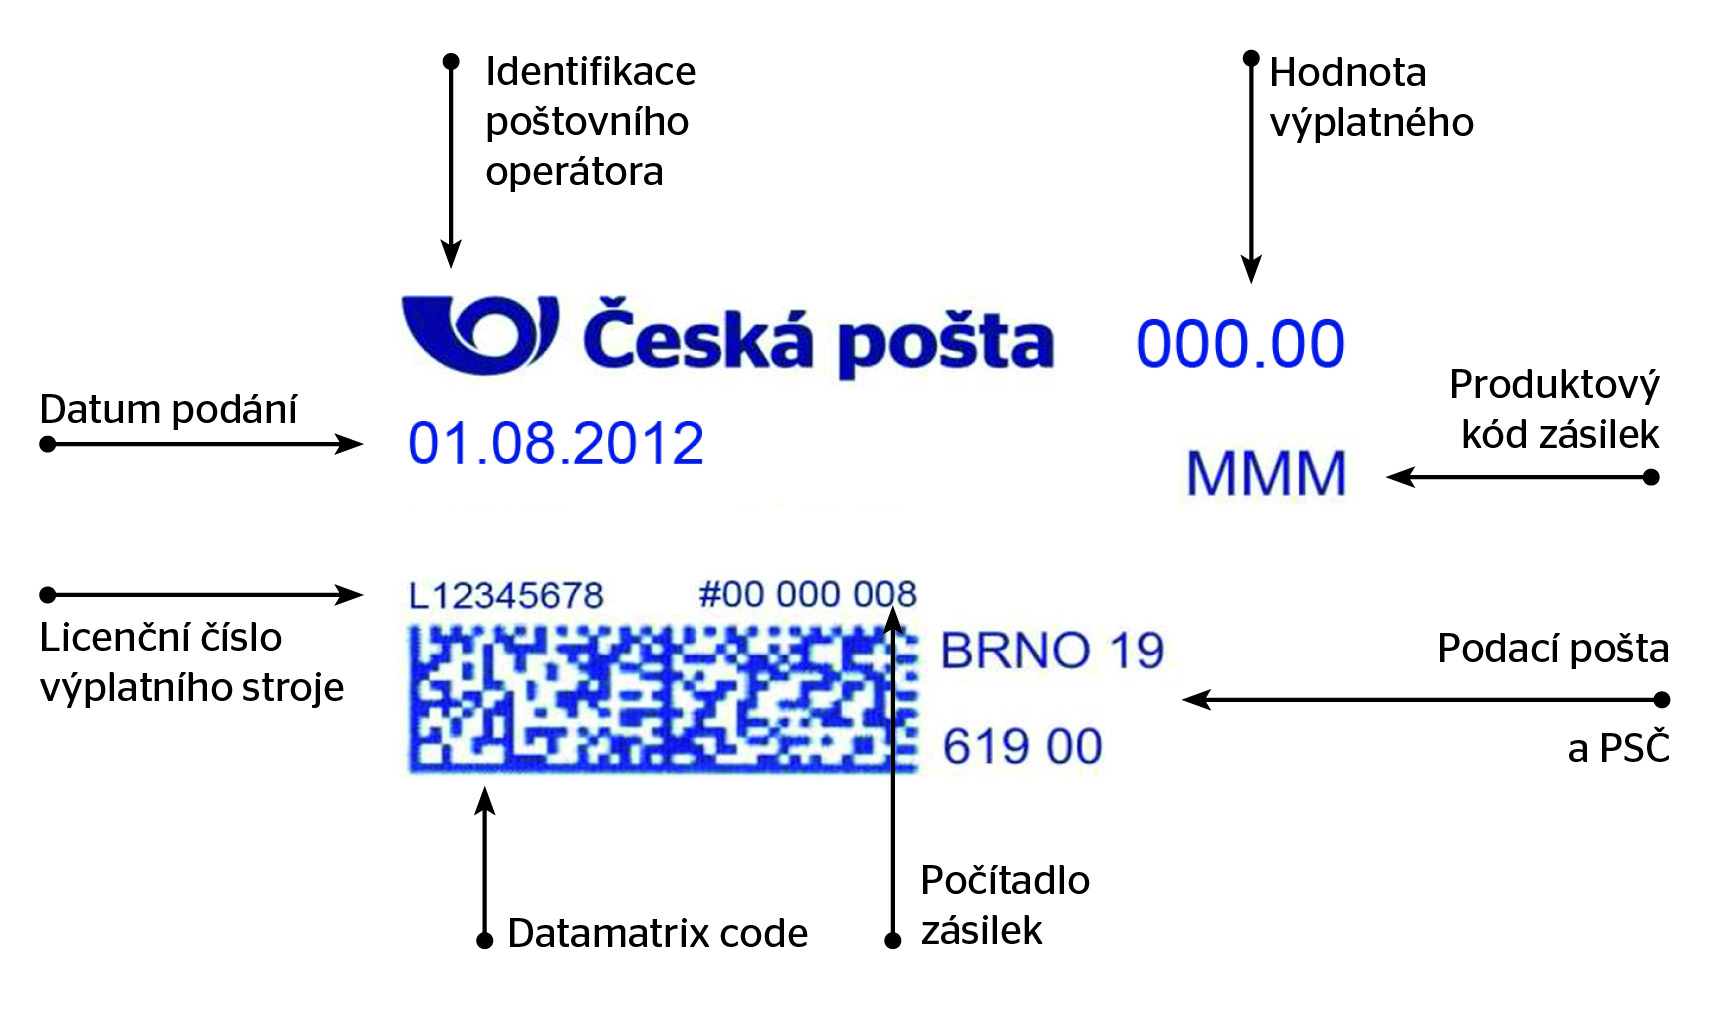 Identifikace
poštovního
operátora
Hodnota
výplatného
Česká pošta
000.00
Datum podání
01.08.2012
Produktový
kód zásilek
MMM
L12345678
#00 000 008
Licenční číslo
výplatního stroje
BRNO 19
619 00
Podací pošta
a PSČ
Datamatrix code
Počítadlo
zásilek